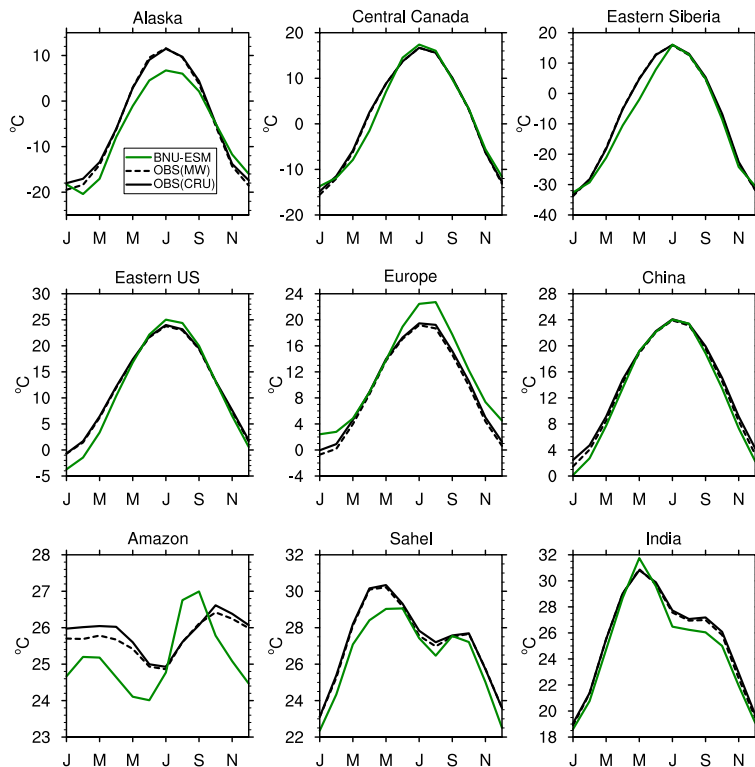 Alaska Central Canada Eastern Siberia
°C
10
0
-10
-20
BNU-ESM
OBS(MW)
OBS(CRU)
J M M J S N
°C
20
10
0
-10
-20
J M M J S N
°C
20
10
0
-10
-20
-30
-40
J M M J S N
Eastern US Europe China
°C
30
25
20
15
10
5
0
-5
J M M J S N
°C
24
20
16
12
8
4
0
-4
J M M J S N
°C
28
24
20
16
12
8
4
0
J M M J S N
Amazon Sahel India
°C
28
27
26
25
24
23
J M M J S N
°C
32
30
28
26
24
22
J M M J S N
°C
32
30
28
26
24
22
20
18
J M M J S N